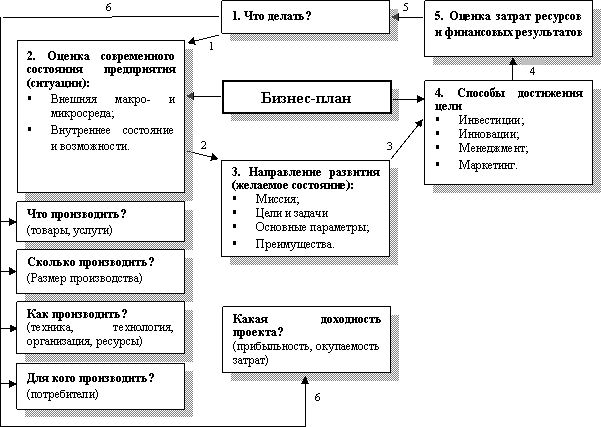 6
1. Что делать?
5
5. Оценка затрат ресурсов
и финансовых результатов
1
2. Оценка современного
состояния предприятия
(ситуации):
▪ Внешняя макро- и
микросреда;
▪ Внутреннее состояние
и возможности.
Бизнес-план
4
4. Способы достижения
цели
▪ Инвестиции;
▪ Инновации;
▪ Менеджмент;
▪ Маркетинг.
2
3
3. Направление развития
(желаемое состояние):
▪ Миссия;
▪ Цели и задачи
▪ Основные параметры;
▪ Преимущества.
Что производить?
(товары, услуги)
Сколько производить?
(Размер производства)
Как производить?
(техника, технология,
организация, ресурсы)
Для кого производить?
(потребители)
Какая доходность
проекта?
(прибыльность, окупаемость
затрат)
6